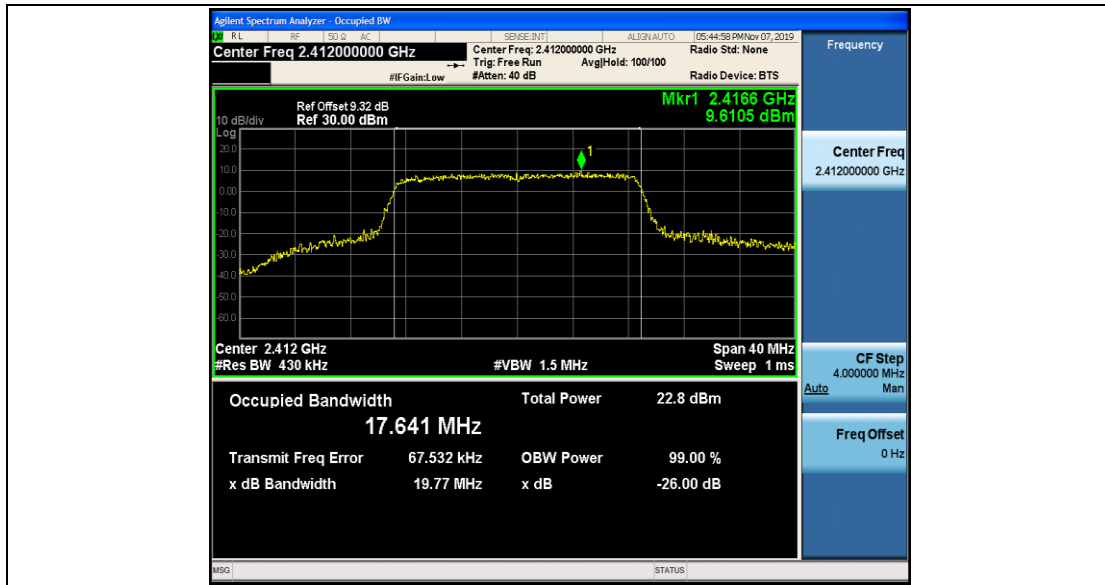 Agilent Spectrum Analyzer - Occupied BW
RL RF 50 Ω AC SENSE:INT ALIGN AUTO 05:44:58 PM Nov 07, 2019
Center Freq 2.412000000 GHz
Center Freq: 2.412000000 GHz
Radio Std: None
Trig: Free Run Avg|Hold: 100/100
#IFGain:Low
#Atten: 40 dB
Radio Device: BTS
Ref Offset 9.32 dB
Mkr1 2.4166 GHz
10 dB/div Ref 30.00 dBm
9.6105 dBm
Log
20.0
10.0
0.00
-10.0
-20.0
-30.0
-40.0
-50.0
-60.0
1
Center 2.412 GHz
Span 40 MHz
#Res BW 430 kHz
#VBW 1.5 MHz
Sweep 1 ms
Occupied Bandwidth
Total Power 22.8 dBm
17.641 MHz
Transmit Freq Error 67.532 kHz OBW Power 99.00 %
x dB Bandwidth 19.77 MHz x dB -26.00 dB
MSG
STATUS
Frequency
Center Freq
2.412000000 GHz
CF Step
4.000000 MHz
Auto Man
Freq Offset
0 Hz